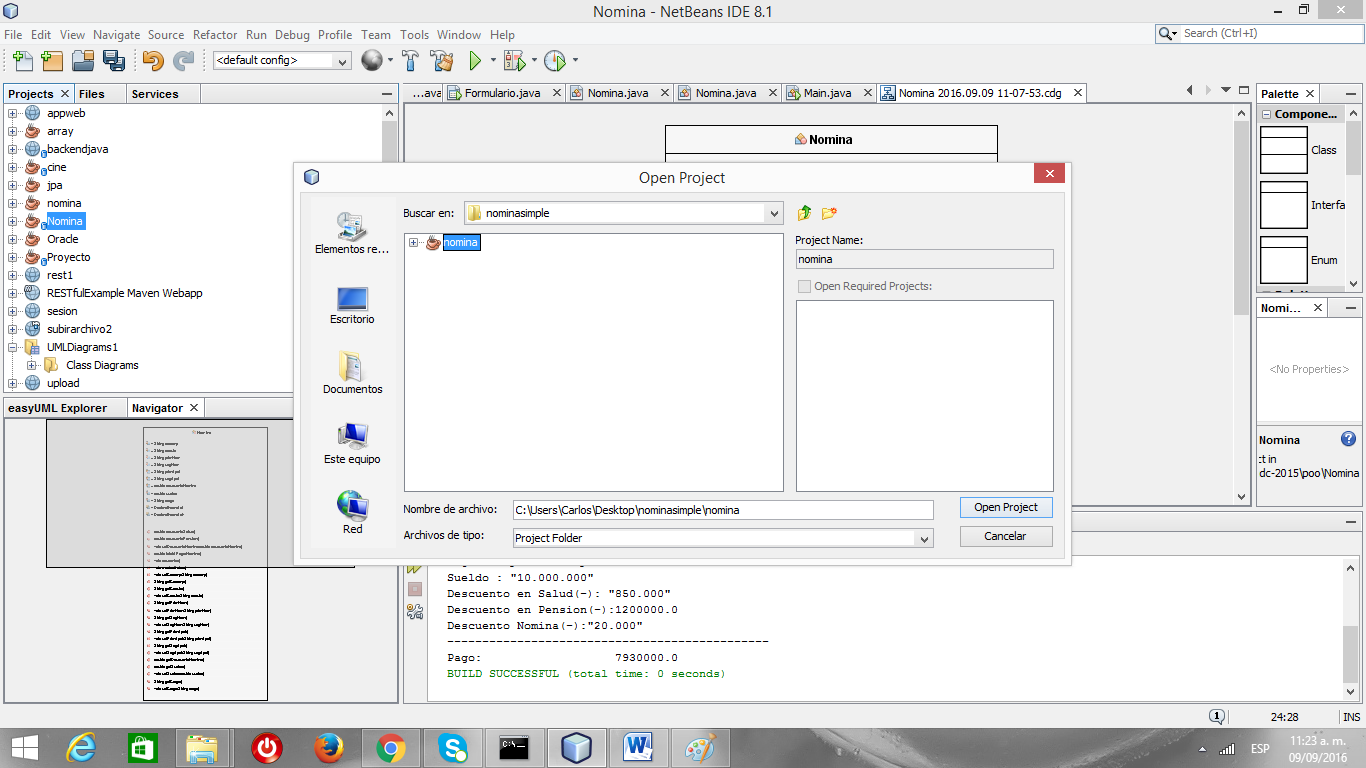 Nomina - NetBeans IDE 8.1
File Edit View Navigate Source Refactor Run Debug Profile Team Tools Window Help
Search (Ctrl+I)
<default config>
Projects Files Services
appweb
array
backendjava
cine
jpa
nomina
Nomina
Oracle
Proyecto
rest1
RESTfulExample Maven Webapp
sesion
subirarchivo2
UMLDiagrams1
Class Diagrams
upload
easyUML Explorer Navigator
...ava Formulario.java Nomina.java Nomina.java Main.java Nomina 2016.09.09 11-07-53.cdg
Nomina
Open Project
Buscar en: nominasimple
Elementos re...
Escritorio
Documentos
Este equipo
Red
nomina
Project Name:
nomina
Open Required Projects:
Nombre de archivo: C:\Users\Carlos\Desktop\nominasimple\nomina
Open Project
Archivos de tipo: Project Folder
Cancelar
Palette
Compone...
Class
Interfa
Enum
Nomi...
<No Properties>
Nomina
ct in
dc-2015\poo\Nomina
Sueldo : "10.000.000"
Descuento en Salud(-): "850.000"
Descuento en Pension(-):1200000.0
Descuento Nomina(-):"20.000"
--------------------------------------------
Pago: 7930000.0
BUILD SUCCESSFUL (total time: 0 seconds)
1
24:28 INS
ESP
11:23 a. m.
09/09/2016